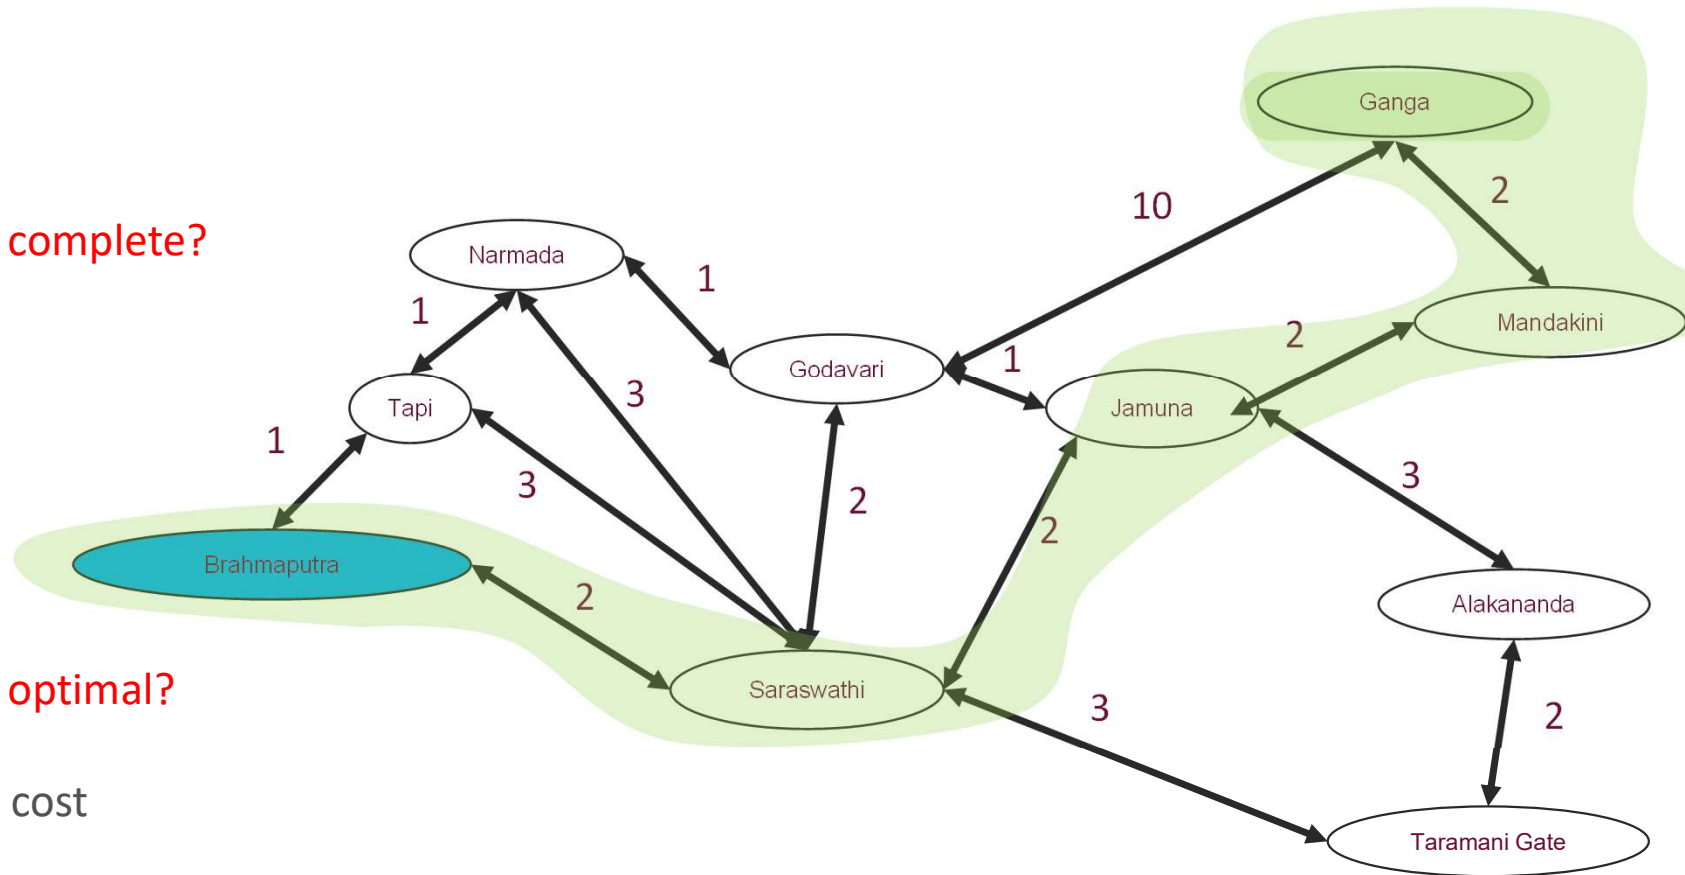 Ganga
10
2
complete?
Narmada
1
1
2
Mandakini
Godavari
1
3
Tapi
Jamuna
1
3
2
3
2
Brahmaputra
2
Alakananda
optimal?
Saraswathi
3
2
cost
Taramani Gate